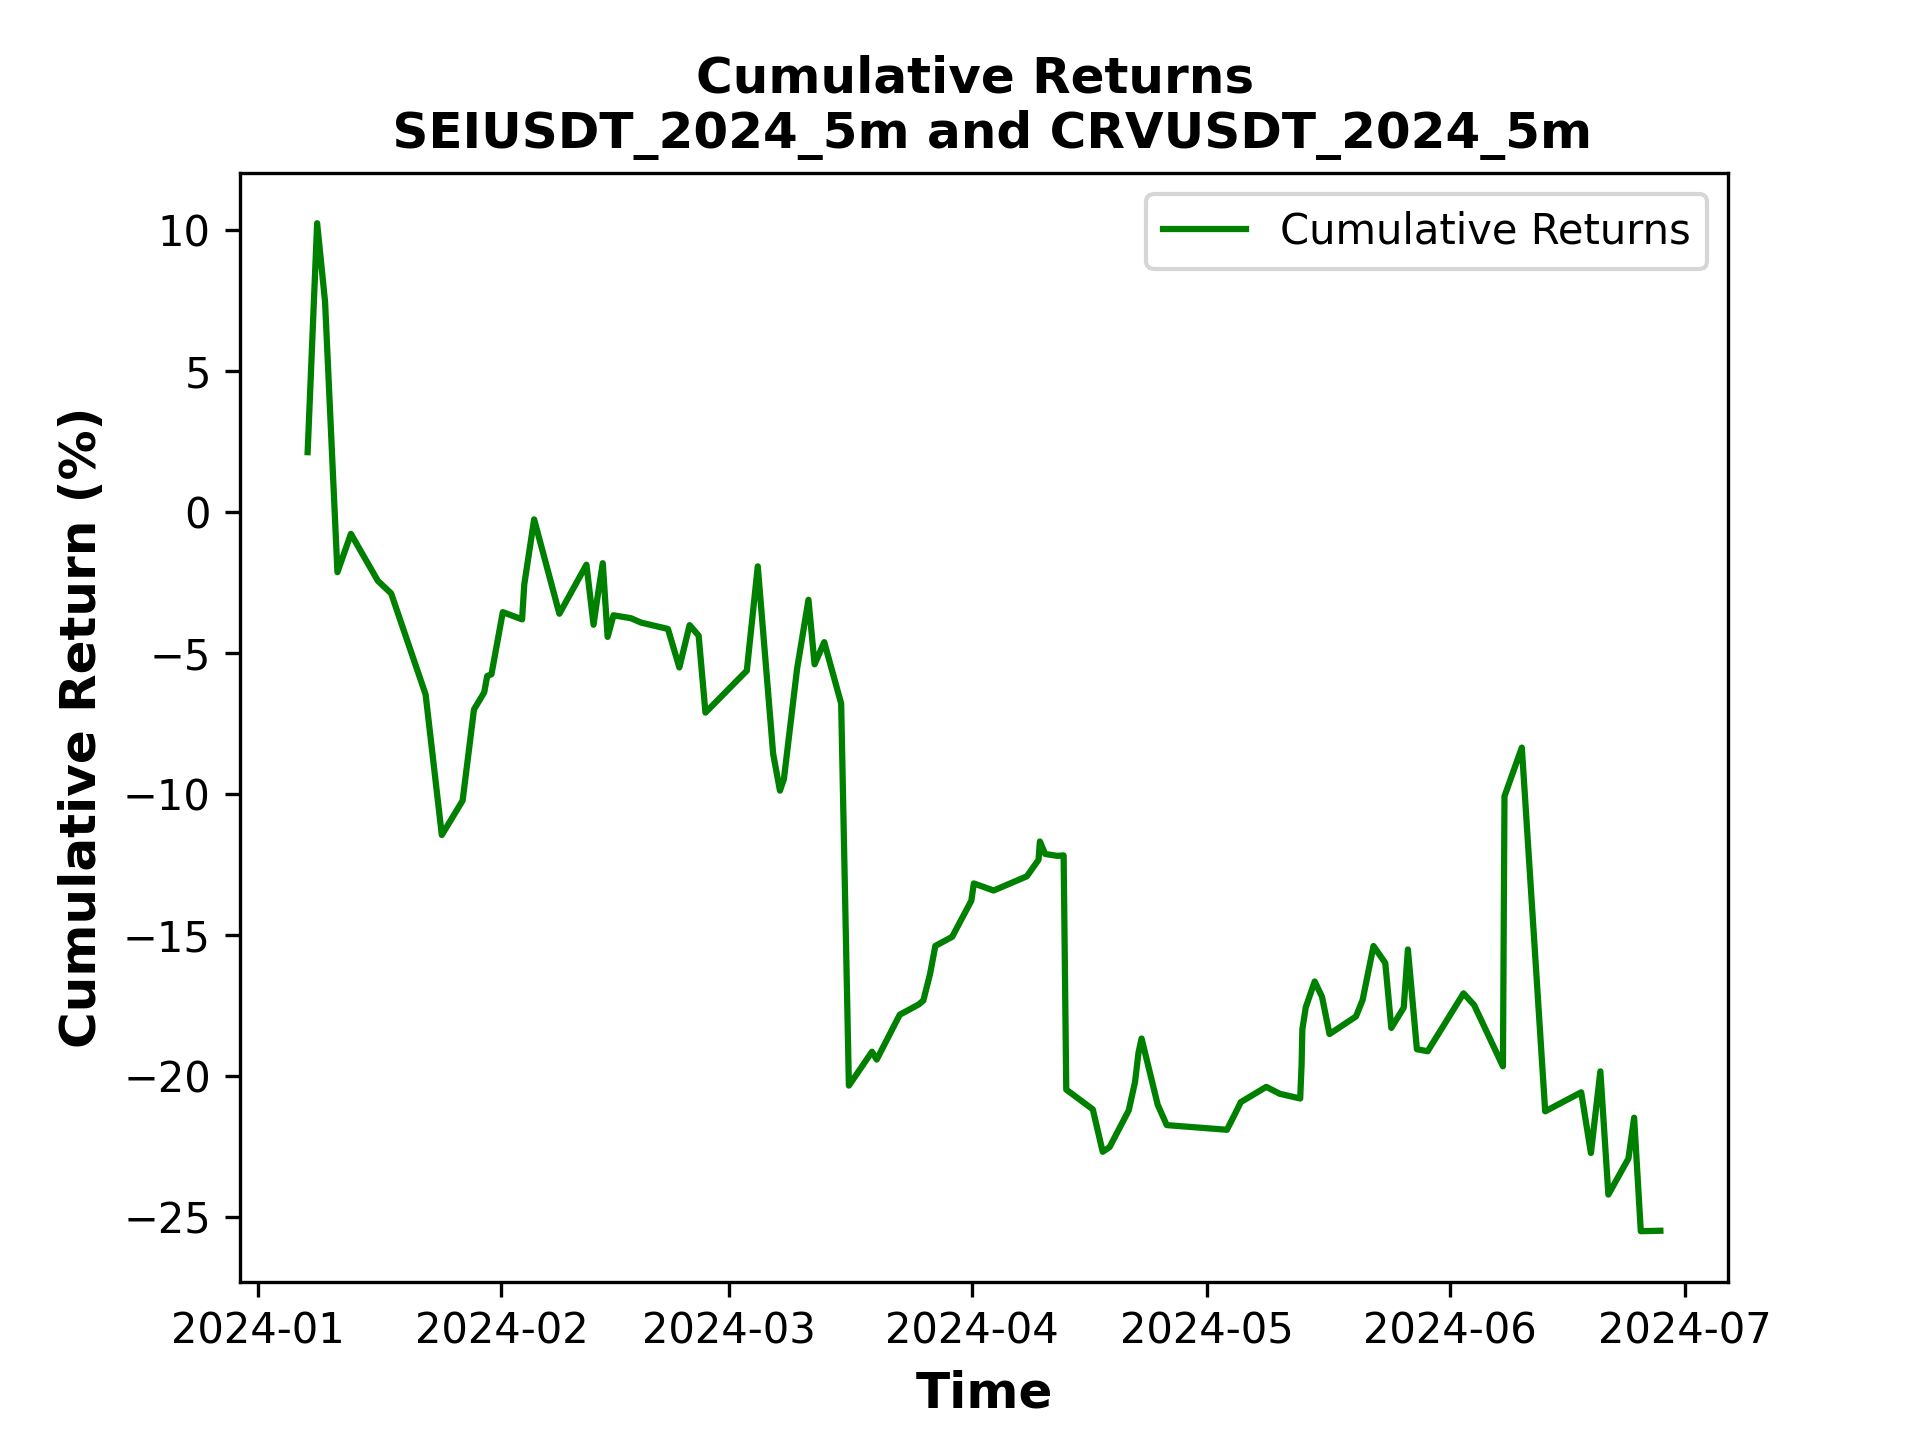 Cumulative Returns
SEIUSDT_2024_5m and CRVUSDT_2024_5m
Cumulative Returns
Cumulative Return (%)
10
5
0
−5
−10
−15
−20
−25
2024-01 2024-02 2024-03 2024-04 2024-05 2024-06 2024-07
Time